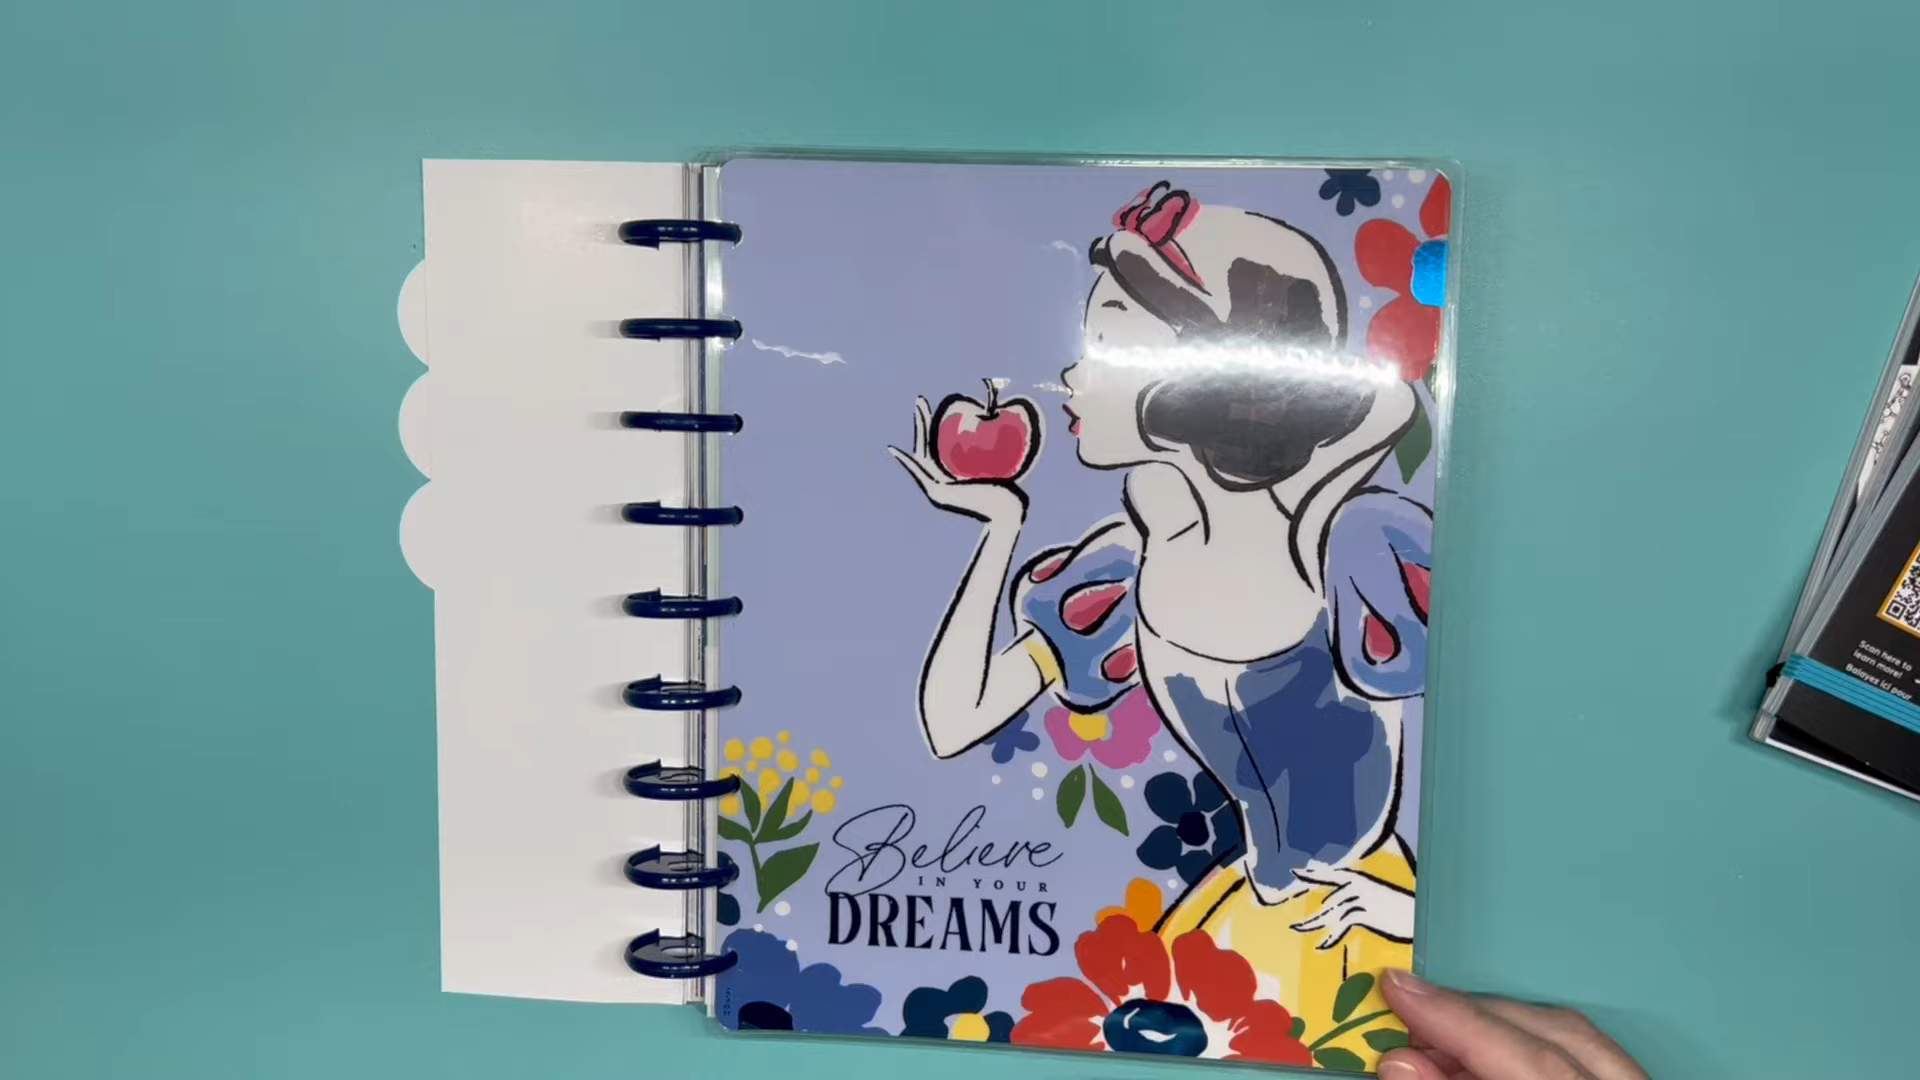 Believe
IN YOUR
DREAMS
Scan here to
learn more!
Balayez ici pour